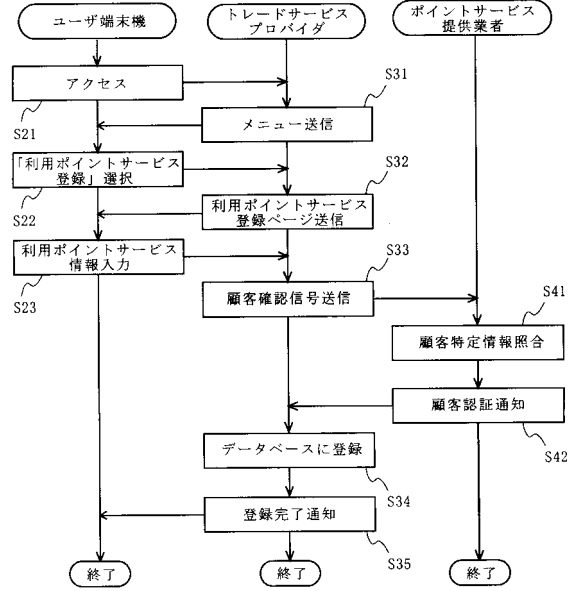 ユーザ端末機
トレードサービス
プロバイダ
ポイントサービス
提供業者
アクセス
S21
S31
メニュー送信
「利用ポイントサービス
登録」選択
S22
S32
利用ポイントサービス
登録ページ送信
利用ポイントサービス
情報入力
S23
S33
顧客確認信号送信
S41
顧客特定情報照合
顧客認証通知
S42
データベースに登録
S34
登録完了通知
S35
終了
終了
終了